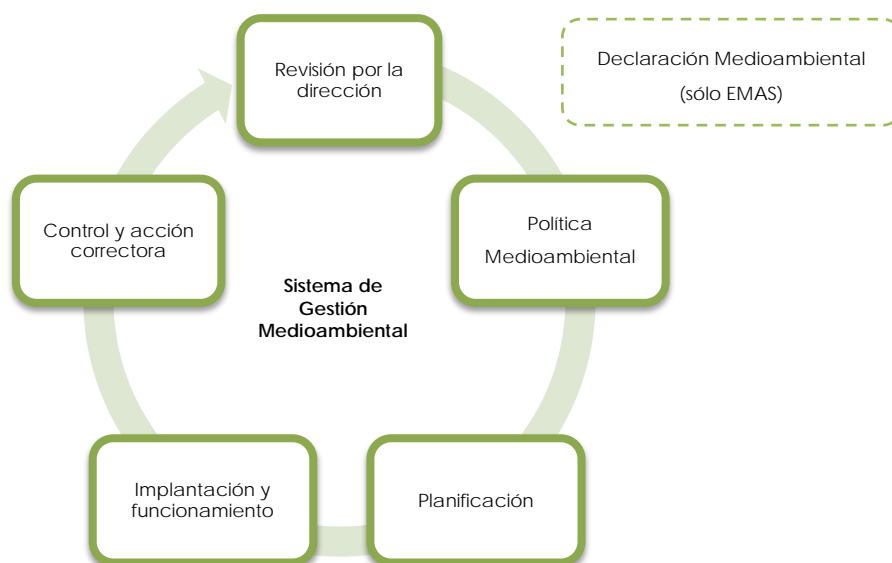 Revisión por la
dirección
Declaración Medioambiental
(sólo EMAS)
Política
Medioambiental
Control y acción
correctora
Sistema de
Gestión
Medioambiental
Implantación y
funcionamiento
Planificación